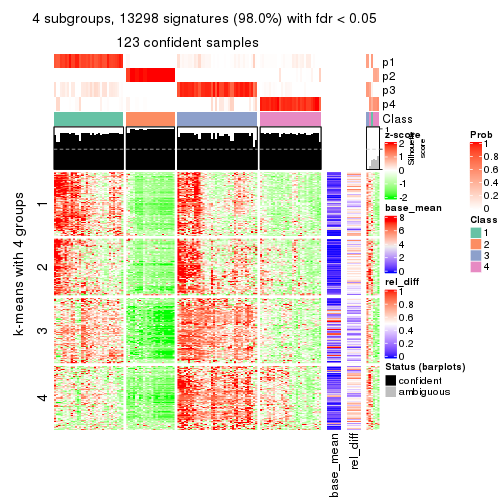 4 subgroups, 13298 signatures (98.0%) with fdr < 0.05
123 confident samples
p1
p2
p3
p4
Class
1
Silhouette
score
k-means with 4 groups
1
2
3
4
base_mean
rel_diff
z-score
2
1
0
-1
-2
base_mean
8
6
4
2
0
rel_diff
1
0.8
0.6
0.4
0.2
0
Status (barplots)
confident
ambiguous
Prob
1
0.8
0.6
0.4
0.2
0
Class
1
2
3
4